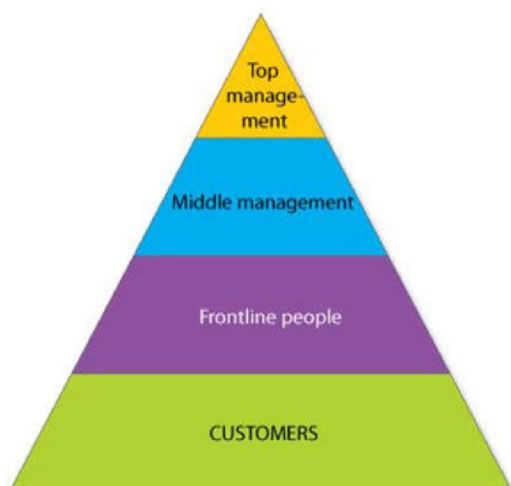 Top
manage-
ment
Middle management
Frontline people
CUSTOMERS